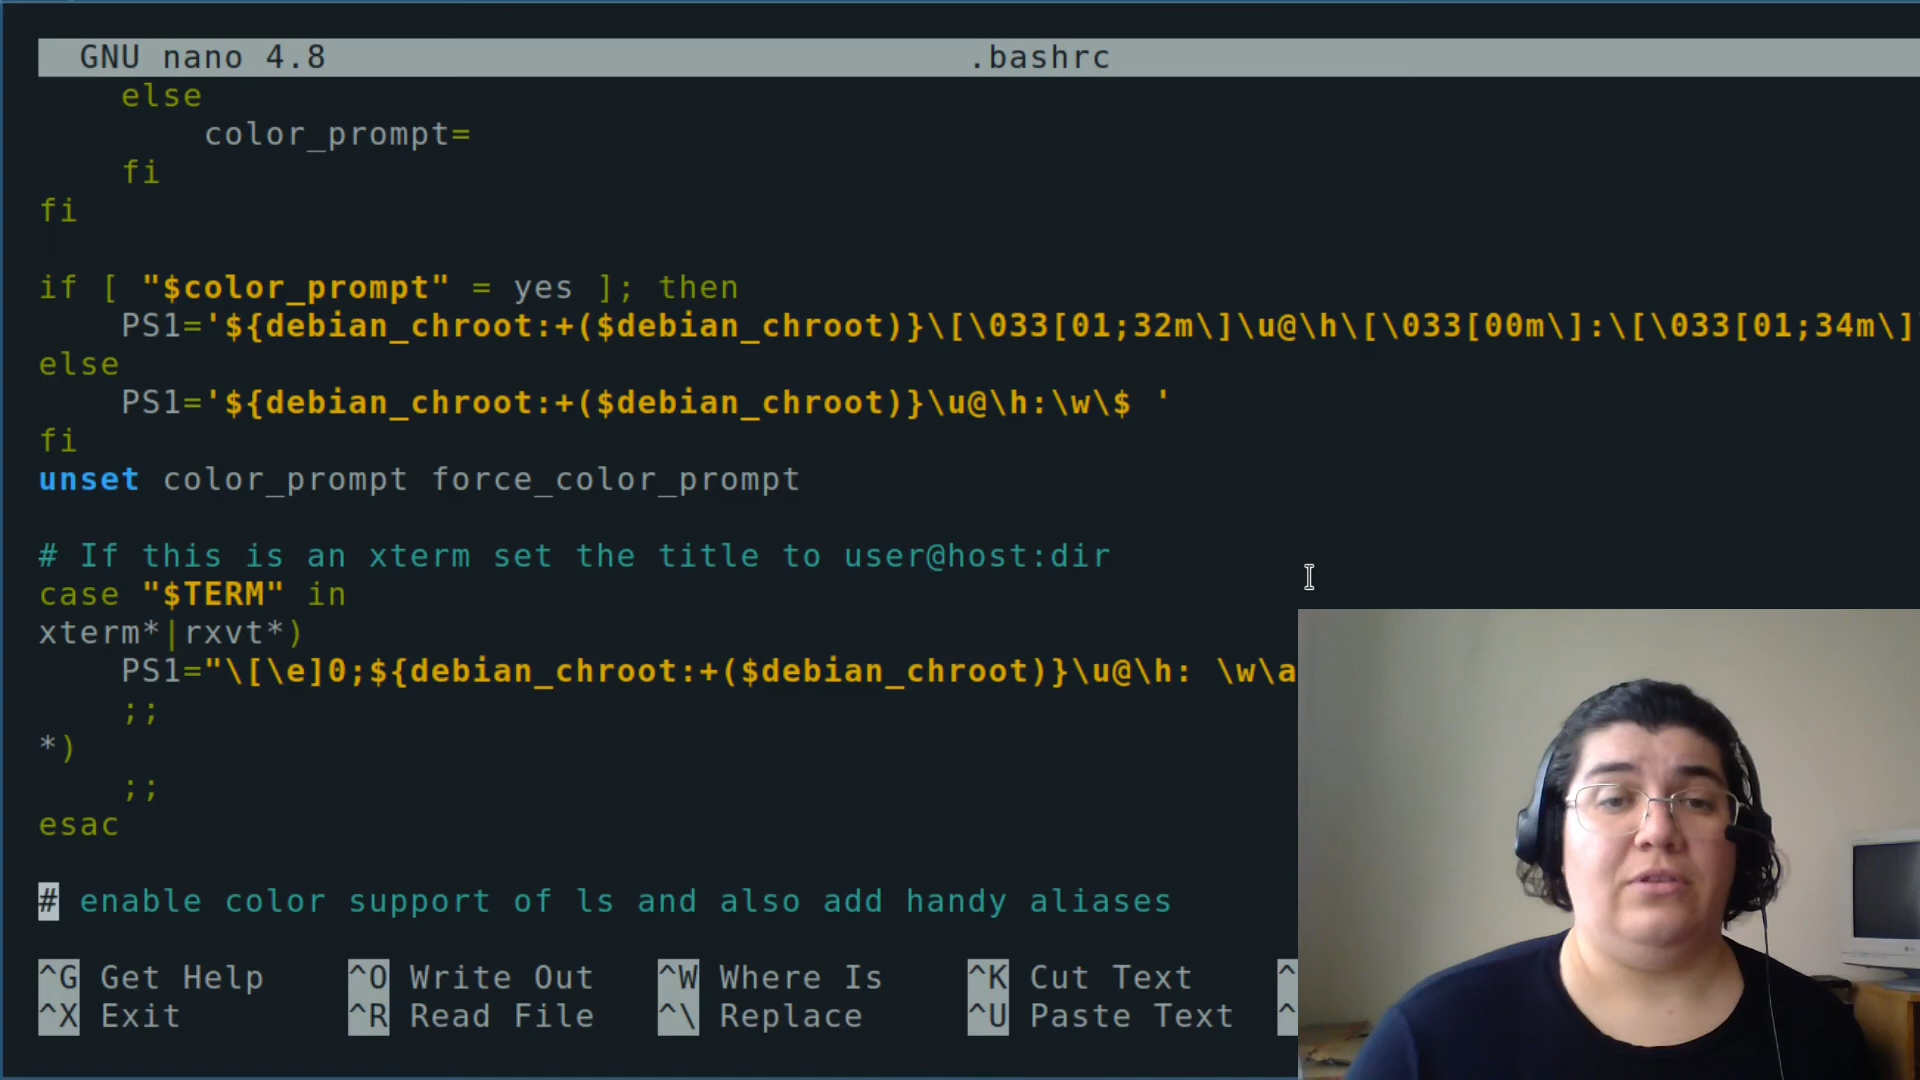 GNU nano 4.8 .bashrc
else
color_prompt=
fi
fi
if [ "$color_prompt" = yes ]; then
PS1='${debian_chroot:+($debian_chroot)}\[\033[01;32m\]\u@\h\[\033[00m\]:\[\033[01;34m\]
else
PS1='${debian_chroot:+($debian_chroot)}\u@\h:\w\$ '
fi
unset color_prompt force_color_prompt
# If this is an xterm set the title to user@host:dir
case "$TERM" in
xterm*|rxvt*)
PS1="\[\e]0;${debian_chroot:+($debian_chroot)}\u@\h: \w\a
;;
*)
;;
esac
# enable color support of ls and also add handy aliases
^G Get Help ^O Write Out ^W Where Is ^K Cut Text ^
^X Exit ^R Read File ^\ Replace ^U Paste Text ^